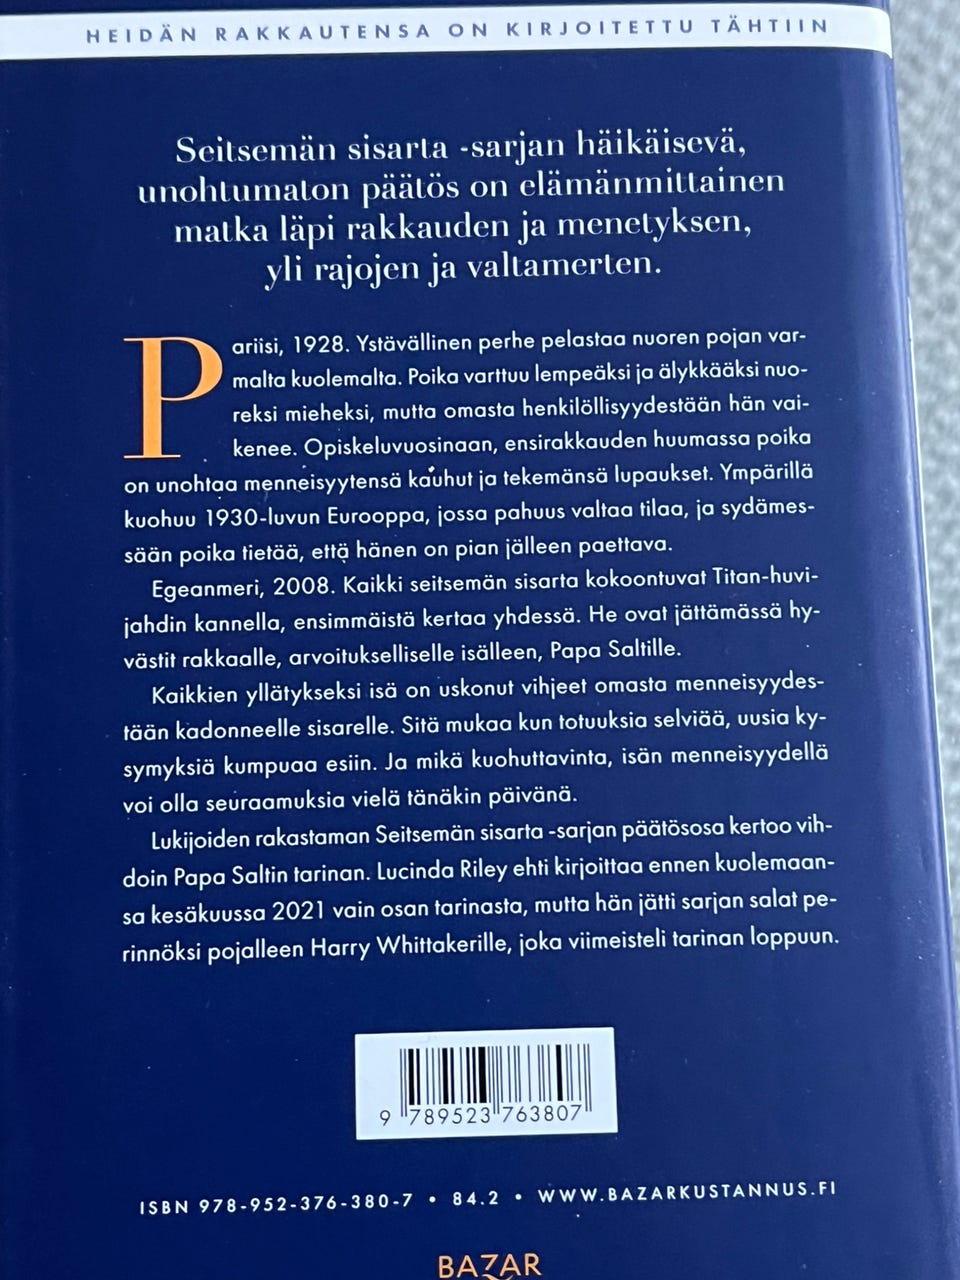 HEIDÄN RAKKAUTENSA ON KIRJOITETTU TÄHTIIN
Seitsemän sisarta -sarjan häikäisevä,
unohtumaton päätös on elämänmittainen
matka läpi rakkauden ja menetyksen,
yli rajojen ja valtamerten.
Pariisi, 1928. Ystävällinen perhe pelastaa nuoren pojan var-
malta kuolemalta. Poika varttuu lempeäksi ja älykkääksi nuo-
reksi mieheksi, mutta omasta henkilöllisyydestään hän vai-
kenee. Opiskeluvuosinaan, ensirakkauden huumassa poika
on unohtaa menneisyytensä kauhut ja tekemänsä lupaukset. Ympärillä
kuohuu 1930-luvun Eurooppa, jossa pahuus valtaa tilaa, ja sydämes-
sään poika tietää, että hänen on pian jälleen paettava.
Egeanmeri, 2008. Kaikki seitsemän sisarta kokoontuvat Titan-huvi-
jahdin kannella, ensimmäistä kertaa yhdessä. He ovat jättämässä hy-
västit rakkaalle, arvoitukselliselle isälleen, Papa Saltille.
Kaikkien yllätykseksi isä on uskonut vihjeet omasta menneisyydes-
tään kadonneelle sisarelle. Sitä mukaa kun totuuksia selviää, uusia ky-
symyksiä kumpuaa esiin. Ja mikä kuohuttavinta, isän menneisyydellä
voi olla seuraamuksia vielä tänäkin päivänä.
Lukijoiden rakastaman Seitsemän sisarta -sarjan päätösosa kertoo vih-
doin Papa Saltin tarinan. Lucinda Riley ehti kirjoittaa ennen kuolemaan-
sa kesäkuussa 2021 vain osan tarinasta, mutta hän jätti sarjan salat pe-
rinnöksi pojalleen Harry Whittakerille, joka viimeisteli tarinan loppuun.
9 789523 763807
ISBN 978-952-376-380-7 • 84.2 • WWW.BAZARKUSTANNUS.FI
BAZAR